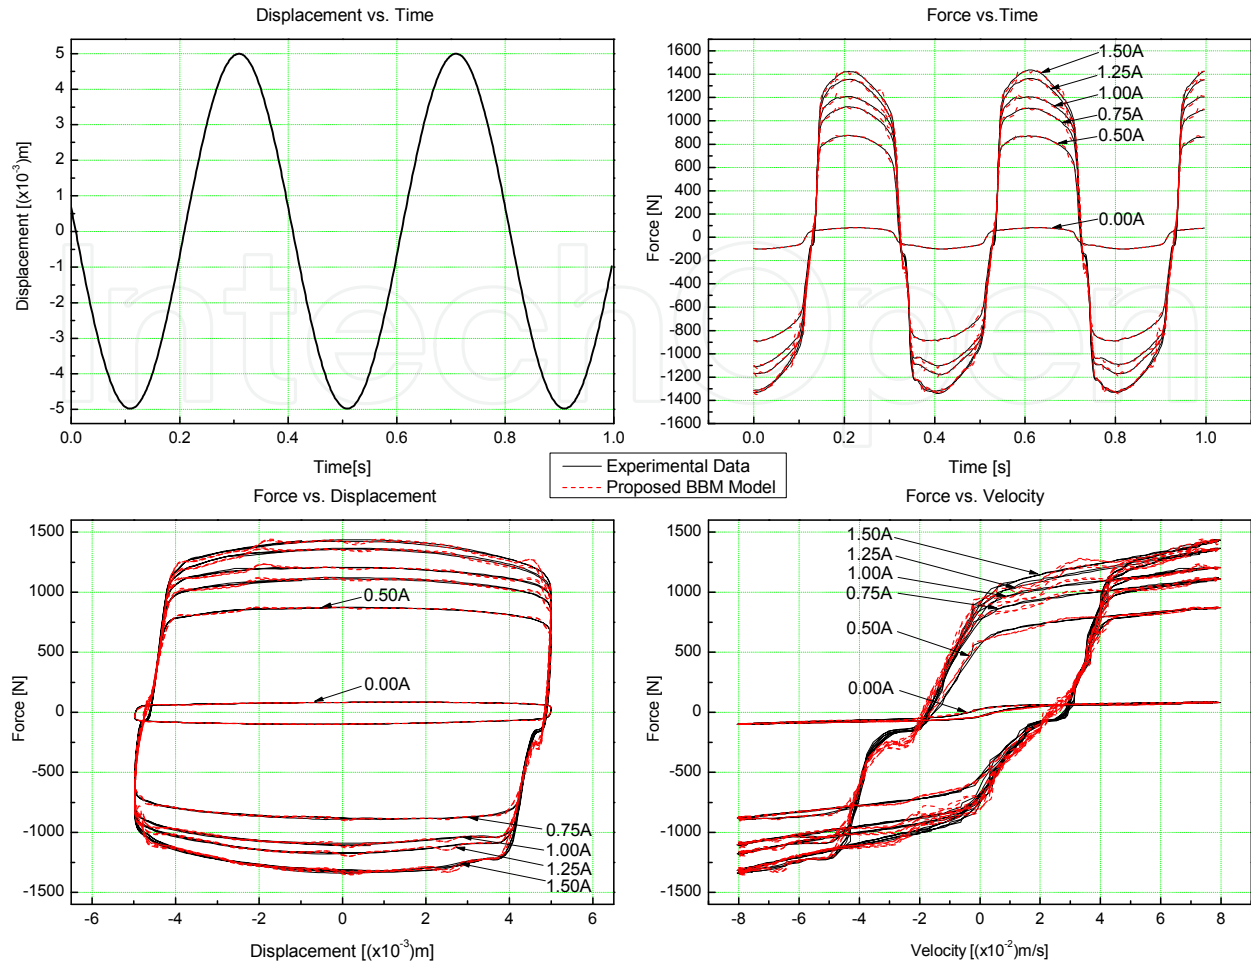 Displacement vs. Time
Displacement [(x10⁻³)m]
5
4
3
2
1
0
-1
-2
-3
-4
-5
0.0 0.2 0.4 0.6 0.8 1.0
Time[s]
Force vs.Time
Force [N]
1600
1400
1200
1000
800
600
400
200
0
-200
-400
-600
-800
-1000
-1200
-1400
-1600
1.50A
1.25A
1.00A
0.75A
0.50A
0.00A
0.0 0.2 0.4 0.6 0.8 1.0
Time [s]
IntechOpen
Experimental Data
Proposed BBM Model
Force vs. Displacement
Force [N]
1500
1000
500
0
-500
-1000
-1500
0.50A
0.00A
0.75A
1.00A
1.25A
1.50A
-6 -4 -2 0 2 4 6
Displacement [(x10⁻³)m]
Force vs. Velocity
Force [N]
1500
1000
500
0
-500
-1000
-1500
1.50A
1.25A
1.00A
0.75A
0.50A
0.00A
-8 -6 -4 -2 0 2 4 6 8
Velocity [(x10⁻²)m/s]